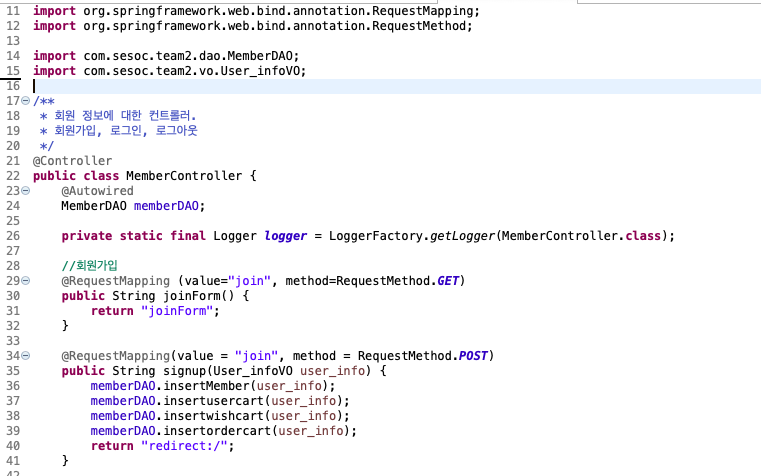 11 import org.springframework.web.bind.annotation.RequestMapping;
12 import org.springframework.web.bind.annotation.RequestMethod;
13
14 import com.sesoc.team2.dao.MemberDAO;
15 import com.sesoc.team2.vo.User_infoVO;
16
17 /**
18  * 회원 정보에 대한 컨트롤러.
19  * 회원가입, 로그인, 로그아웃
20  */
21 @Controller
22 public class MemberController {
23     @Autowired
24     MemberDAO memberDAO;
25
26     private static final Logger logger = LoggerFactory.getLogger(MemberController.class);
27
28     //회원가입
29     @RequestMapping (value="join", method=RequestMethod.GET)
30     public String joinForm() {
31         return "joinForm";
32     }
33
34     @RequestMapping(value = "join", method = RequestMethod.POST)
35     public String signup(User_infoVO user_info) {
36         memberDAO.insertMember(user_info);
37         memberDAO.insertusercart(user_info);
38         memberDAO.insertwishcart(user_info);
39         memberDAO.insertordercart(user_info);
40         return "redirect:/";
41     }
42